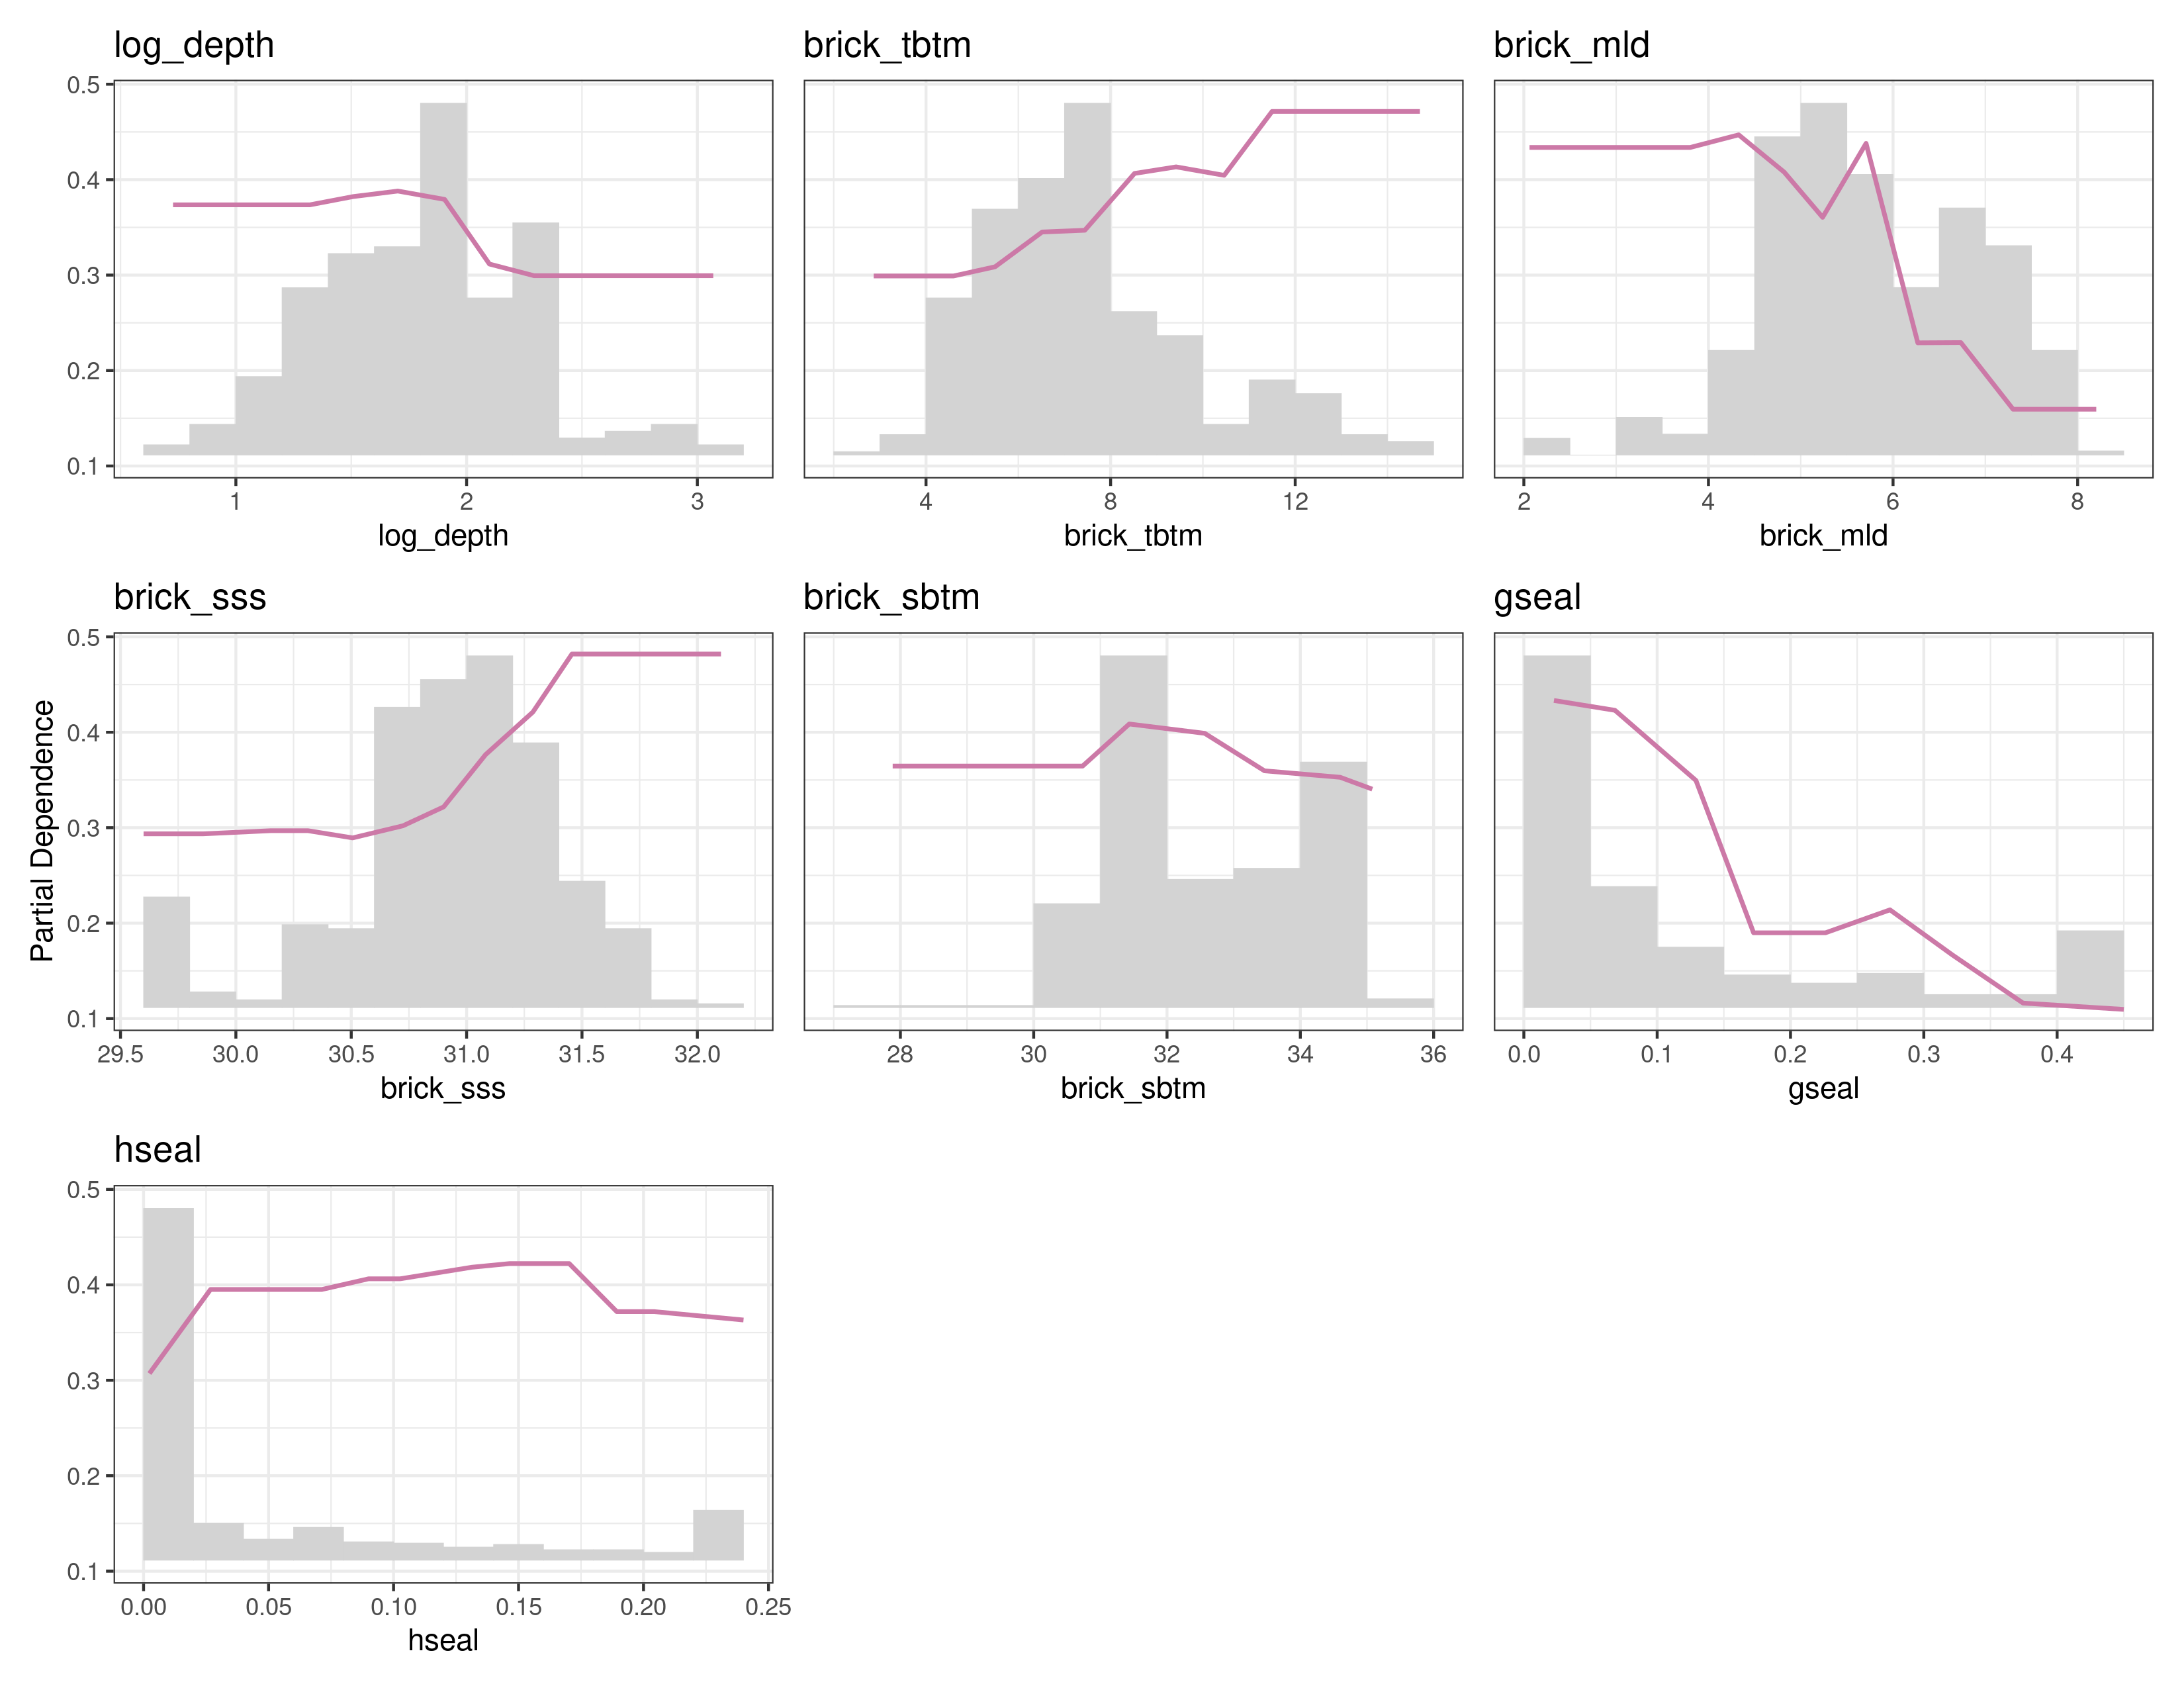 log_depth brick_tbtm brick_mld
0.5
0.4
0.3
0.2
0.1
1 2 3 4 8 12 2 4 6 8
log_depth brick_tbtm brick_mld
brick_sss brick_sbtm gseal
Partial Dependence
0.5
0.4
0.3
0.2
0.1
29.5 30.0 30.5 31.0 31.5 32.0 28 30 32 34 36 0.0 0.1 0.2 0.3 0.4
brick_sss brick_sbtm gseal
hseal
0.5
0.4
0.3
0.2
0.1
0.00 0.05 0.10 0.15 0.20 0.25
hseal